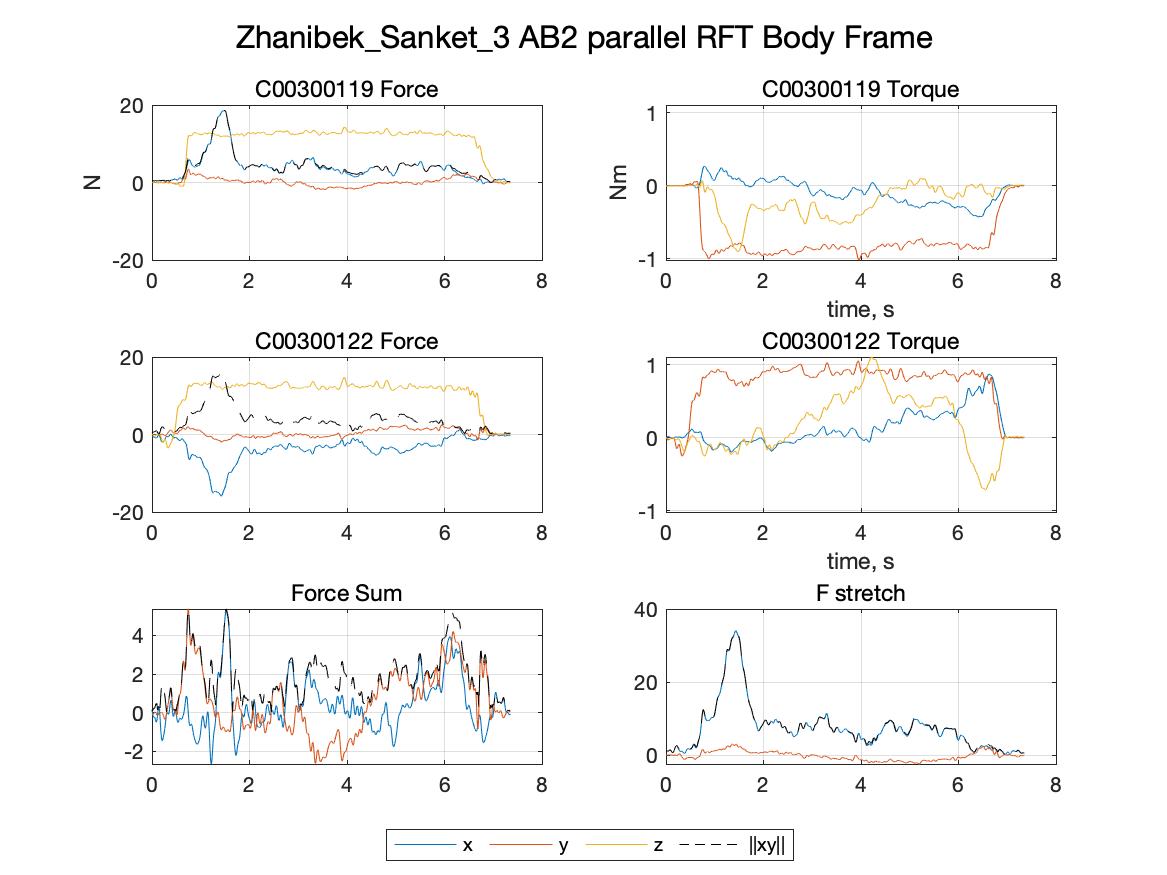 Zhanibek_Sanket_3 AB2 parallel RFT Body Frame
C00300119 Force
20
0
-20
N
0 2 4 6 8
C00300119 Torque
1
0
-1
Nm
0 2 4 6 8
time, s
C00300122 Force
20
0
-20
0 2 4 6 8
C00300122 Torque
1
0
-1
0 2 4 6 8
time, s
Force Sum
4
2
0
-2
0 2 4 6 8
F stretch
40
20
0
0 2 4 6 8
x y z ||xy||